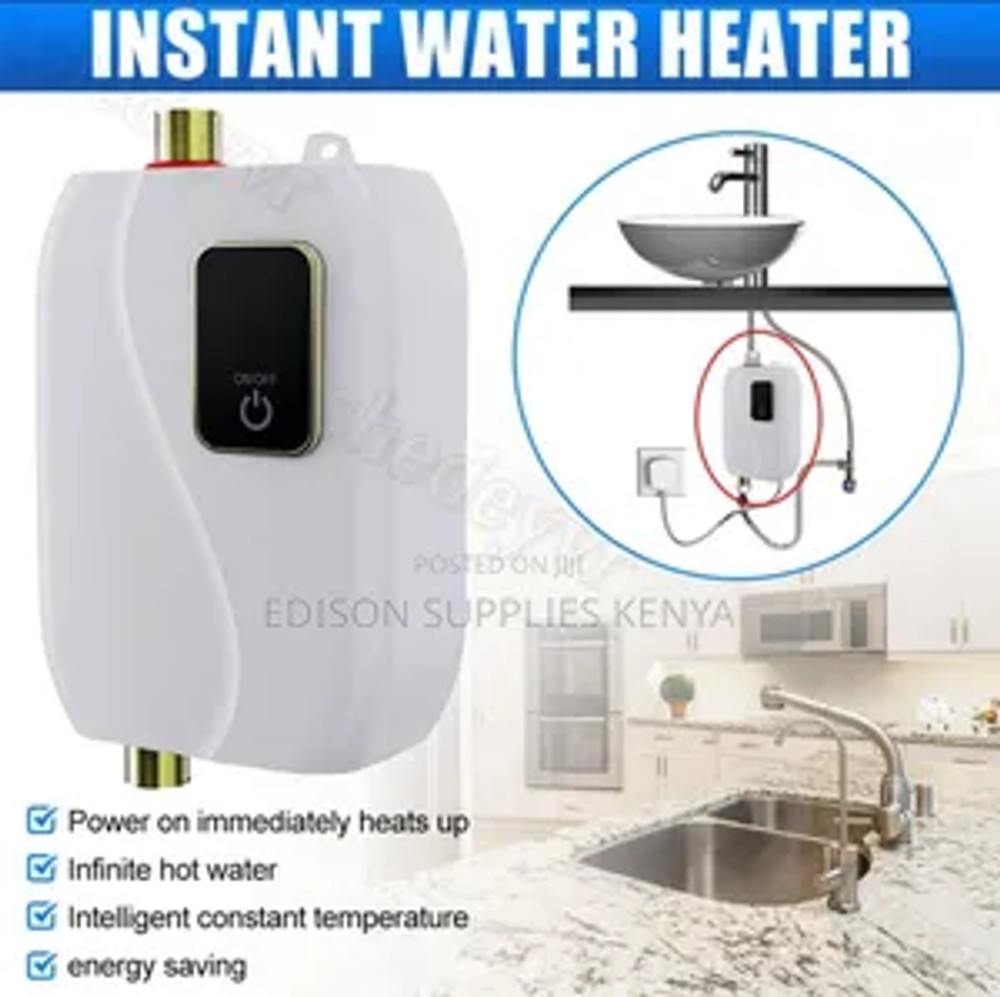 INSTANT WATER HEATER
ON/OFF
POSTED ON JIJI
EDISON SUPPLIES KENYA
Power on immediately heats up
Infinite hot water
Intelligent constant temperature
energy saving